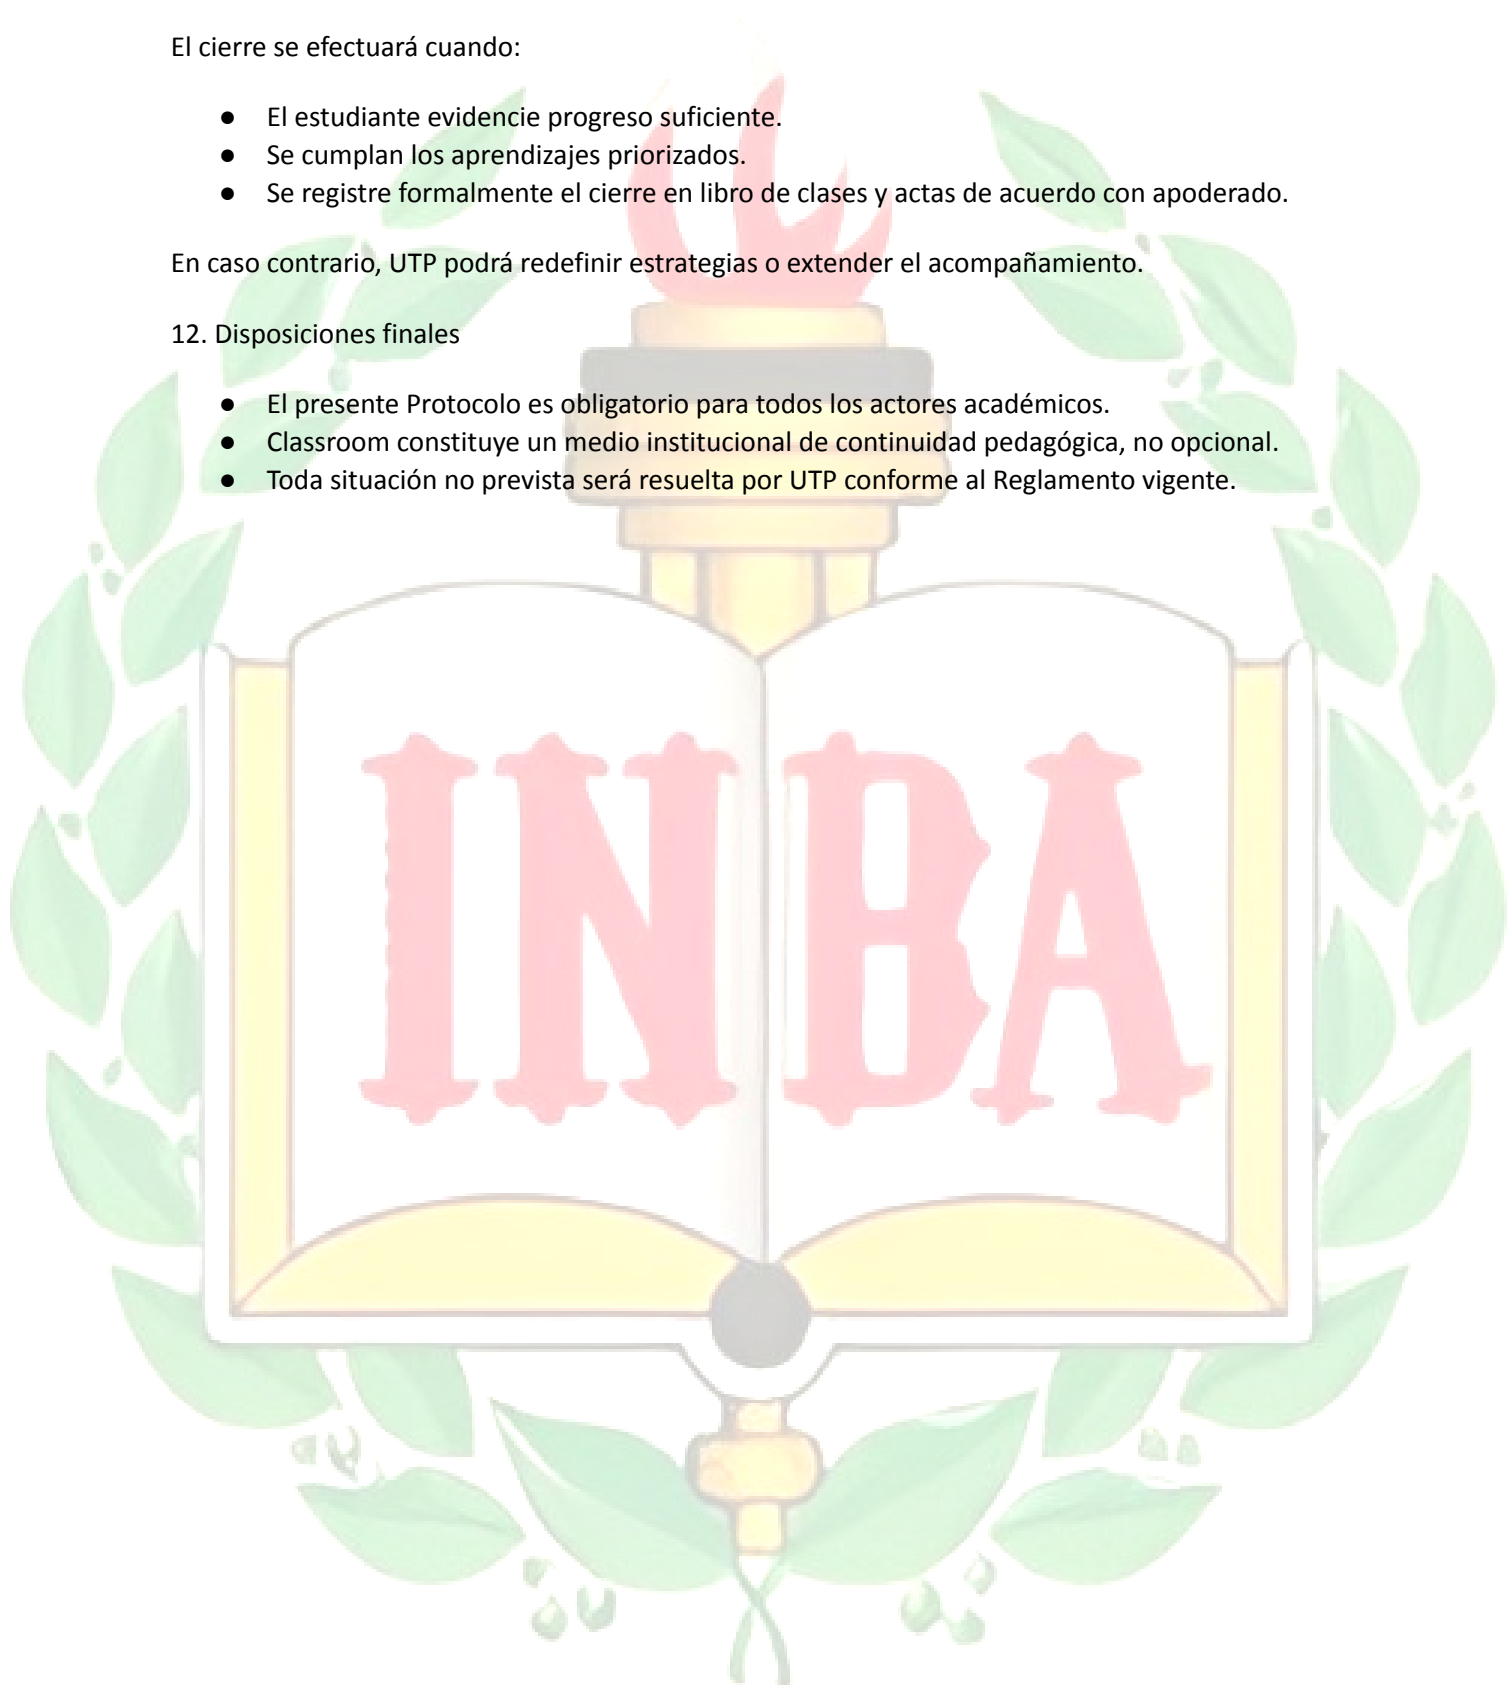 El cierre se efectuará cuando:
● El estudiante evidencie progreso suficiente.
● Se cumplan los aprendizajes priorizados.
● Se registre formalmente el cierre en libro de clases y actas de acuerdo con apoderado.
En caso contrario, UTP podrá redefinir estrategias o extender el acompañamiento.
12. Disposiciones finales
● El presente Protocolo es obligatorio para todos los actores académicos.
● Classroom constituye un medio institucional de continuidad pedagógica, no opcional.
● Toda situación no prevista será resuelta por UTP conforme al Reglamento vigente.
INBA